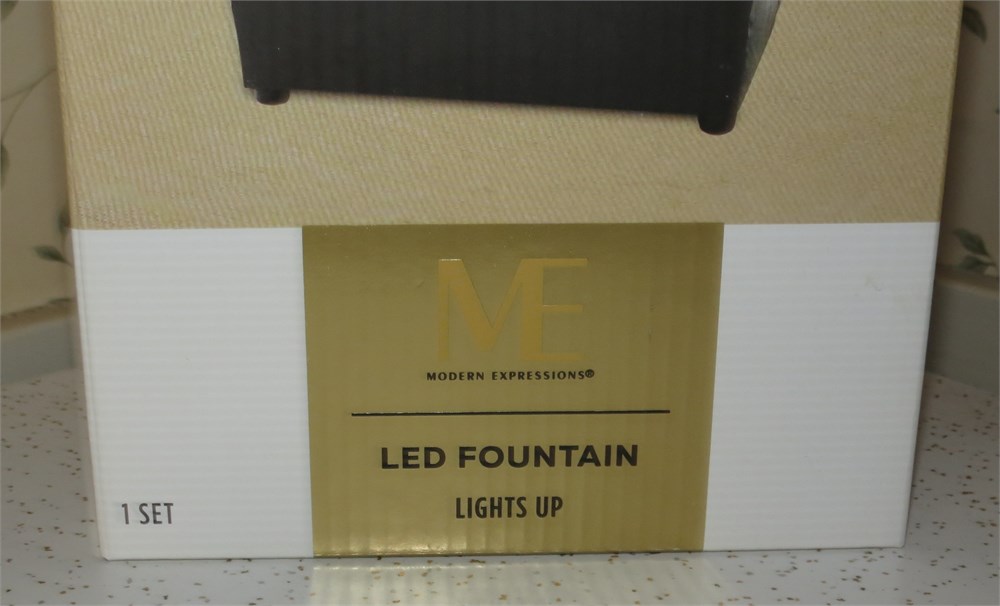 ME
MODERN EXPRESSIONS®
LED FOUNTAIN
LIGHTS UP
1 SET